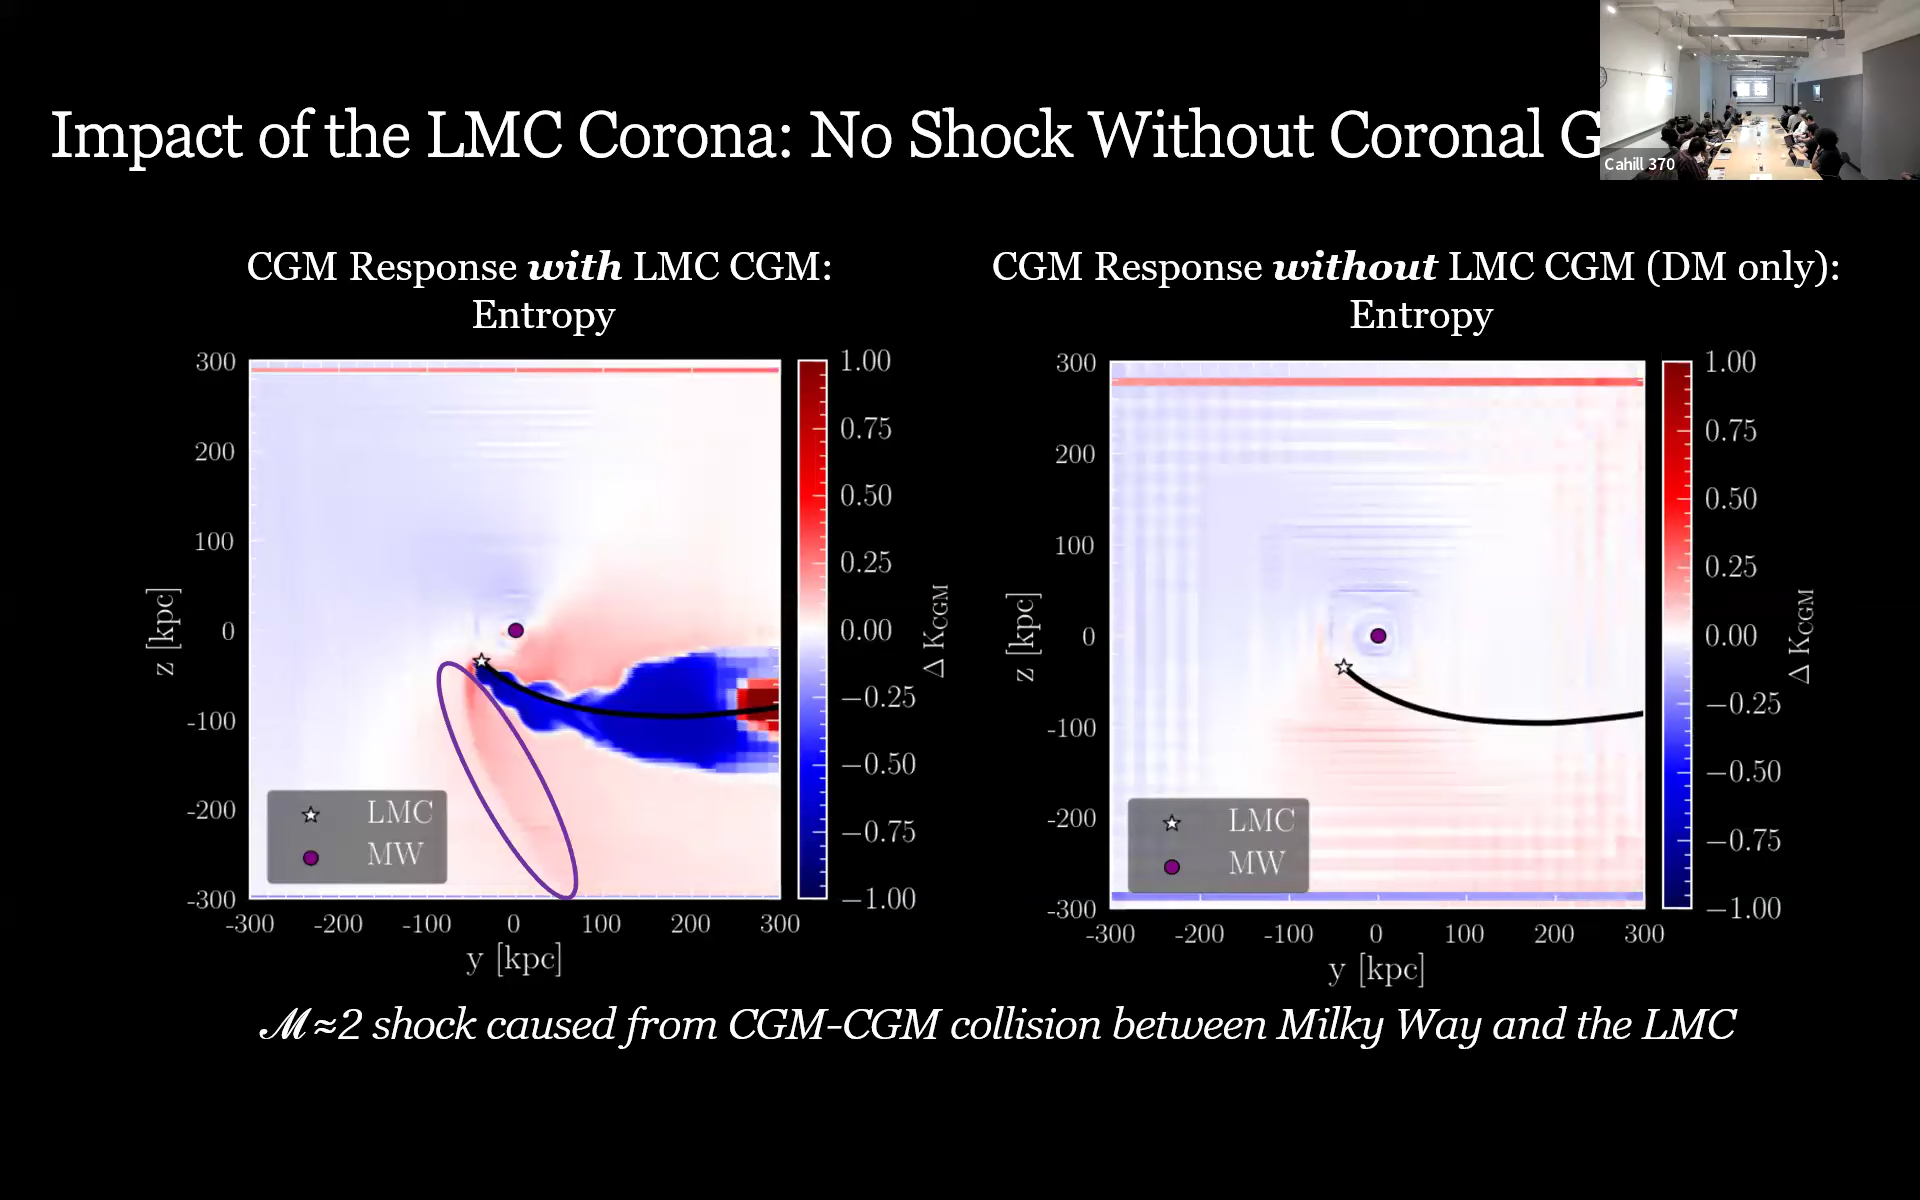 Impact of the LMC Corona: No Shock Without Coronal G
Cahill 370
CGM Response with LMC CGM:
Entropy
300
200
100
0
-100
-200
-300
-300 -200 -100 0 100 200 300
z [kpc]
y [kpc]
LMC
MW
1.00
0.75
0.50
0.25
0.00
−0.25
−0.50
−0.75
−1.00
Δ KCGM
CGM Response without LMC CGM (DM only):
Entropy
300
200
100
0
-100
-200
-300
-300 -200 -100 0 100 200 300
z [kpc]
y [kpc]
LMC
MW
1.00
0.75
0.50
0.25
0.00
−0.25
−0.50
−0.75
−1.00
Δ KCGM
ℳ≈2 shock caused from CGM-CGM collision between Milky Way and the LMC